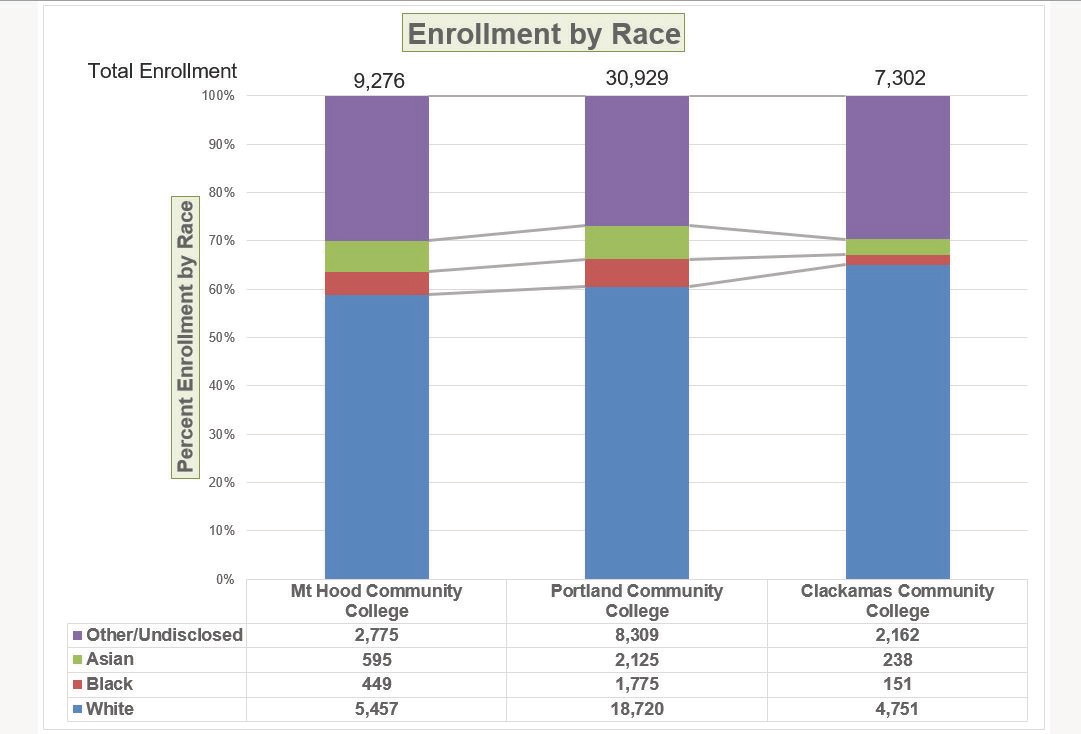 Enrollment by Race
Total Enrollment
9,276
30,929
7,302
100%
90%
80%
70%
60%
50%
40%
30%
20%
10%
0%
Percent Enrollment by Race
Mt Hood Community
College
Portland Community
College
Clackamas Community
College
Other/Undisclosed 2,775 8,309 2,162
Asian 595 2,125 238
Black 449 1,775 151
White 5,457 18,720 4,751